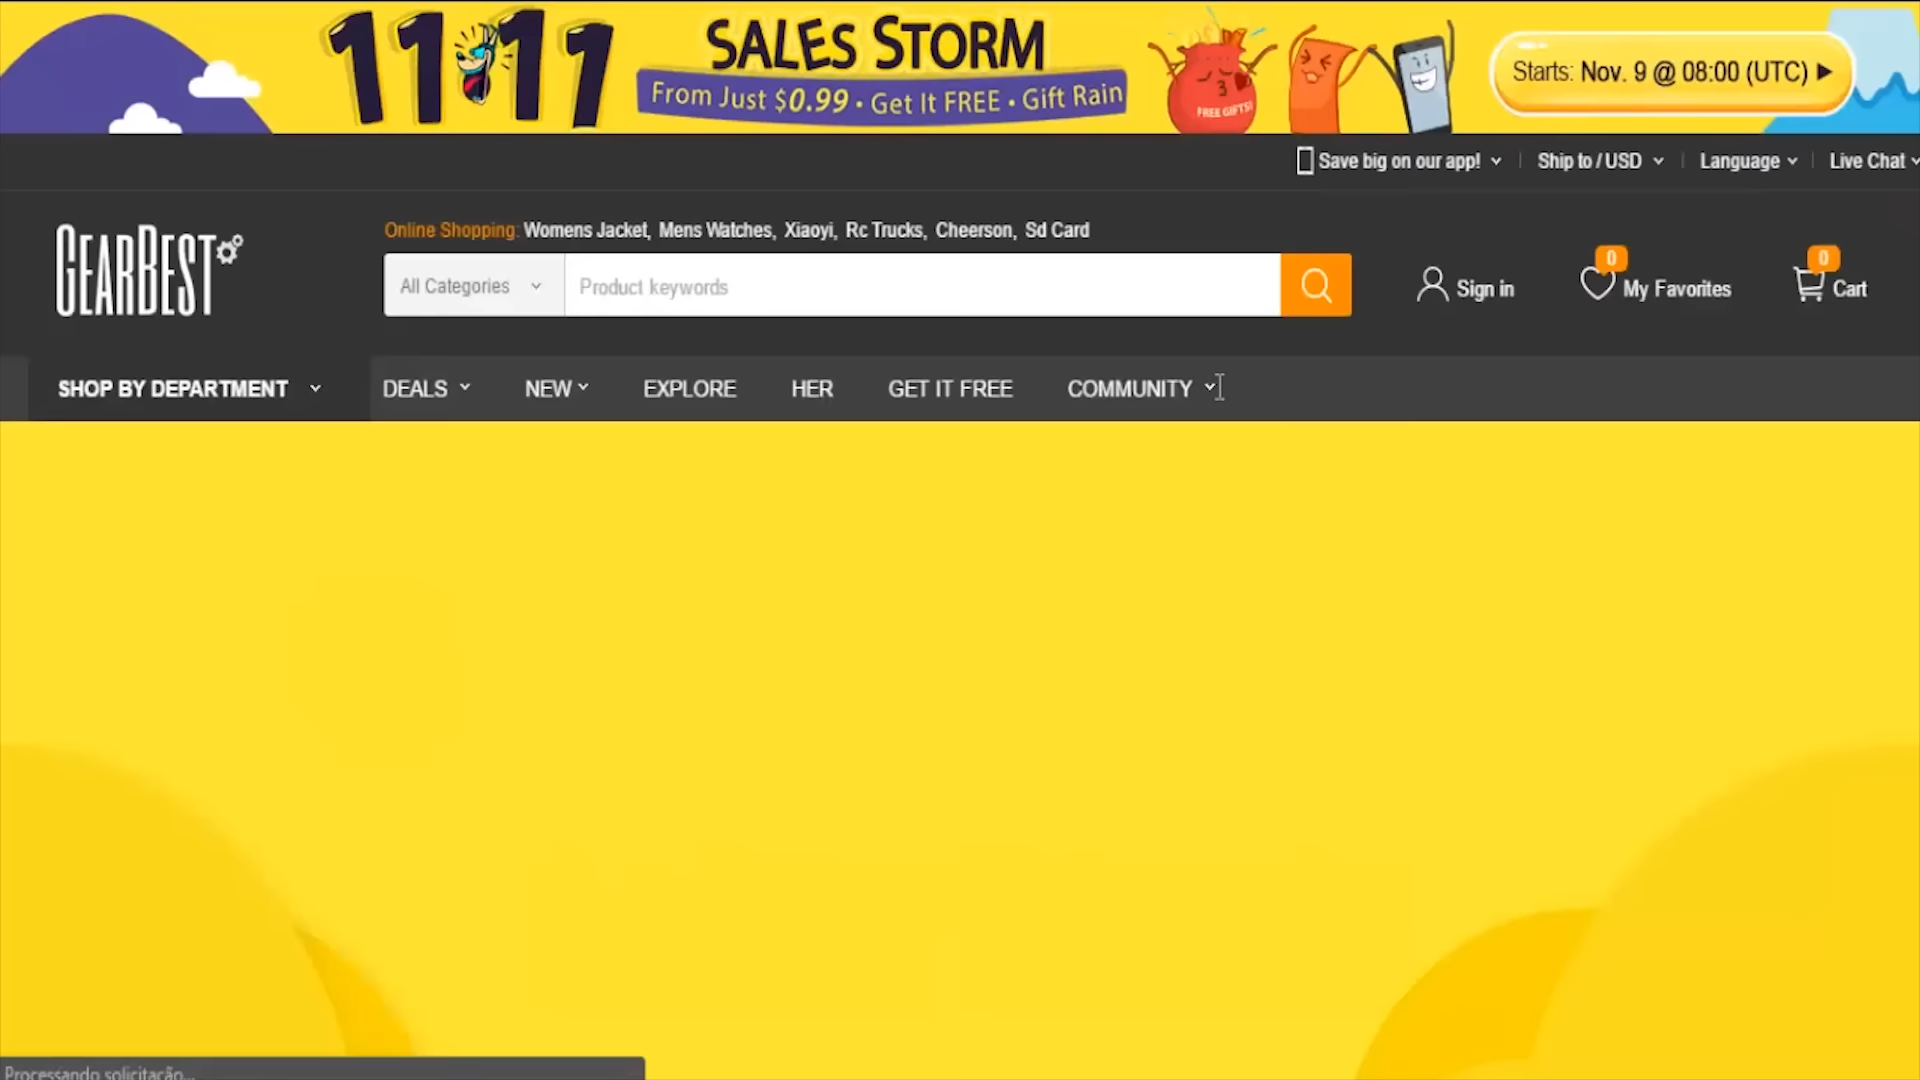 11 11
SALES STORM
From Just $0.99 • Get It FREE • Gift Rain
FREE GIFTS!
Starts: Nov. 9 @ 08:00 (UTC)
Save big on our app!
Ship to / USD
Language
Live Chat
GEARBEST
Online Shopping: Womens Jacket, Mens Watches, Xiaoyi, Rc Trucks, Cheerson, Sd Card
All Categories
Product keywords
Sign in
0
My Favorites
0
Cart
SHOP BY DEPARTMENT
DEALS
NEW
EXPLORE
HER
GET IT FREE
COMMUNITY
Processando solicitação...